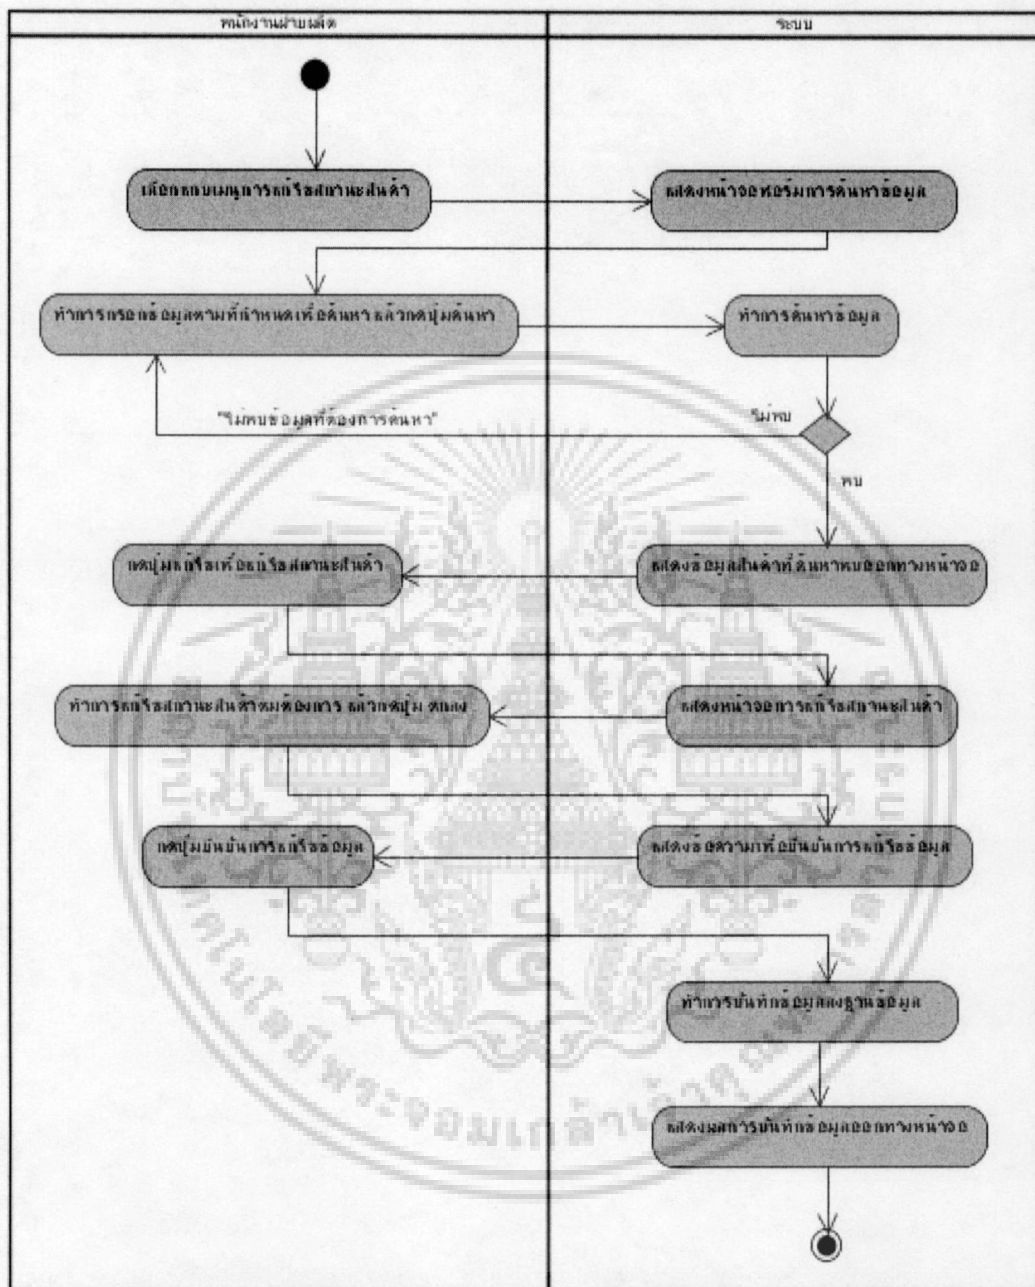 พนักงานฝ่ายผลิต
ระบบ
เลือกแถบเมนูการแก้ไขสถานะสินค้า
แสดงหน้าจอฟอร์มการค้นหาข้อมูล
ทำการกรอกข้อมูลตามที่กำหนดเพื่อค้นหา แล้วกดปุ่มค้นหา
ทำการค้นหาข้อมูล
"ไม่พบข้อมูลที่ต้องการค้นหา"
ไม่พบ
พบ
กดปุ่มแก้ไขเพื่อแก้ไขสถานะสินค้า
แสดงข้อมูลสินค้าที่ค้นหาพบออกทางหน้าจอ
ทำการแก้ไขสถานะสินค้าตมต้องการ แล้วกดปุ่ม ตกลง
แสดงหน้าจอการแก้ไขสถานะสินค้า
กดปุ่มยืนยันการแก้ไขข้อมูล
แสดงข้อความเพื่อยืนยันการแก้ไขข้อมูล
ทำการบันทึกข้อมูลลงฐานข้อมูล
แสดงผลการบันทึกข้อมูลออกทางหน้าจอ